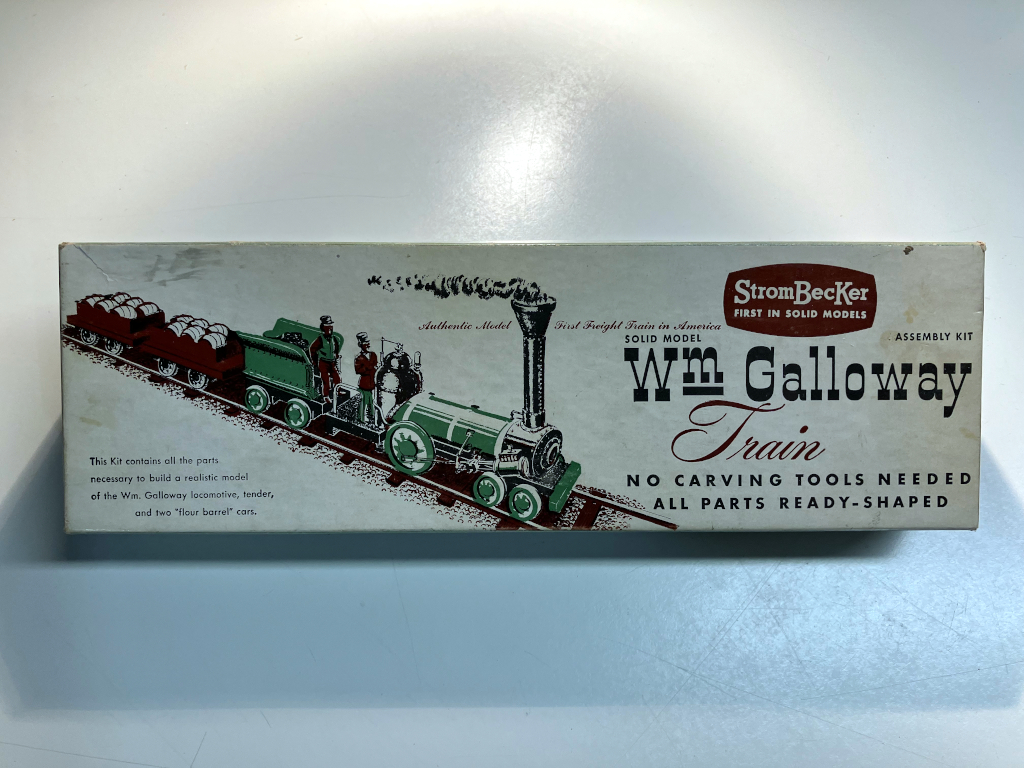 StromBecKer
FIRST IN SOLID MODELS
Authentic Model First Freight Train in America
SOLID MODEL
ASSEMBLY KIT
Wm Galloway
Train
NO CARVING TOOLS NEEDED
ALL PARTS READY-SHAPED
This Kit contains all the parts
necessary to build a realistic model
of the Wm. Galloway locomotive, tender,
and two "flour barrel" cars.